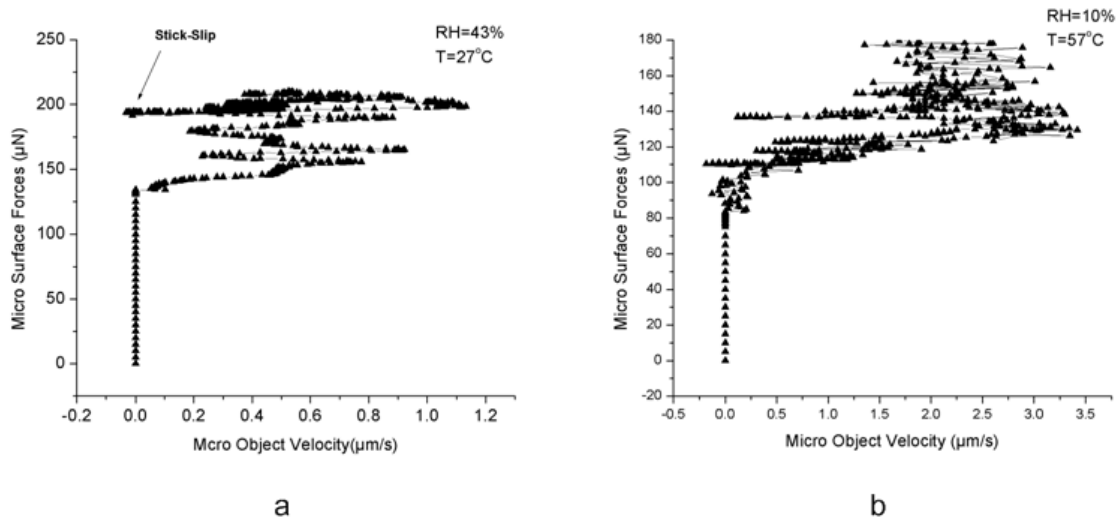 Stick-Slip
RH=43%
T=27°C
250
200
150
100
50
0
Micro Surface Forces (µN)
-0.2 0.0 0.2 0.4 0.6 0.8 1.0 1.2
Mcro Object Velocity(µm/s)
a
RH=10%
T=57°C
180
160
140
120
100
80
60
40
20
0
-20
Micro Surface Forces (µN)
-0.5 0.0 0.5 1.0 1.5 2.0 2.5 3.0 3.5
Micro Object Velocity (µm/s)
b